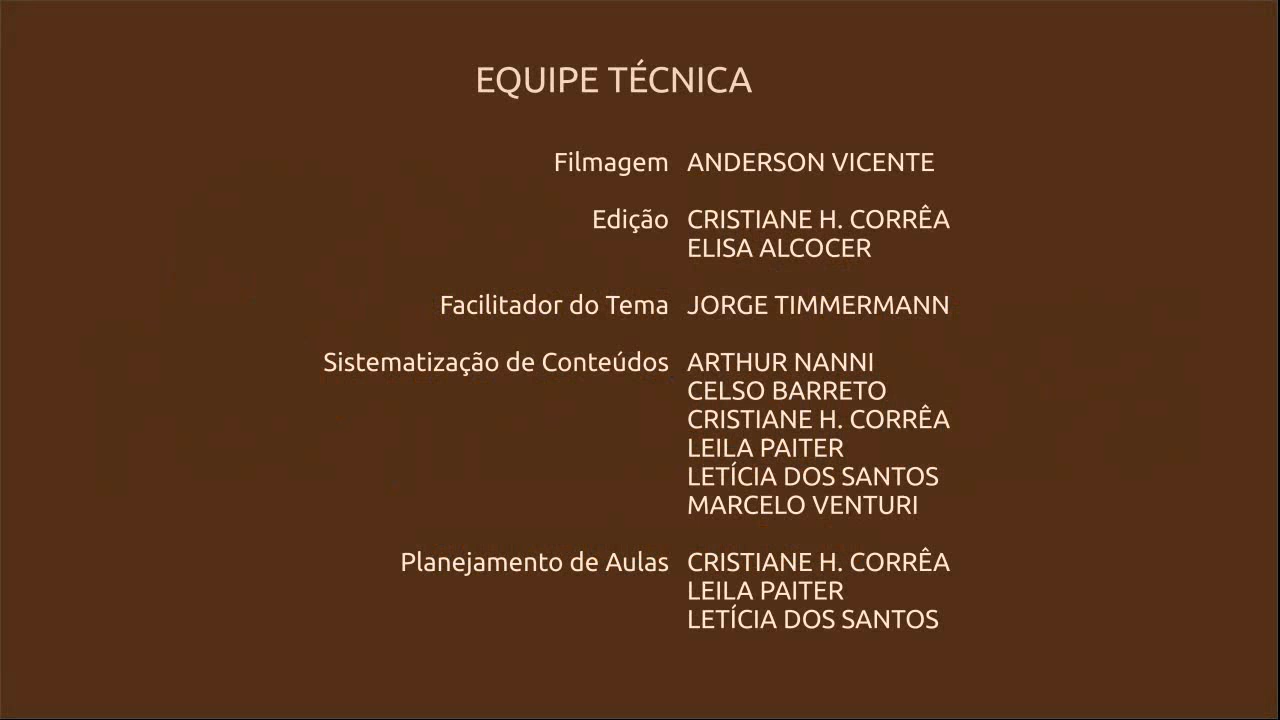 EQUIPE TÉCNICA
Filmagem ANDERSON VICENTE
Edição CRISTIANE H. CORRÊA
ELISA ALCOCER
Facilitador do Tema JORGE TIMMERMANN
Sistematização de Conteúdos ARTHUR NANNI
CELSO BARRETO
CRISTIANE H. CORRÊA
LEILA PAITER
LETÍCIA DOS SANTOS
MARCELO VENTURI
Planejamento de Aulas CRISTIANE H. CORRÊA
LEILA PAITER
LETÍCIA DOS SANTOS